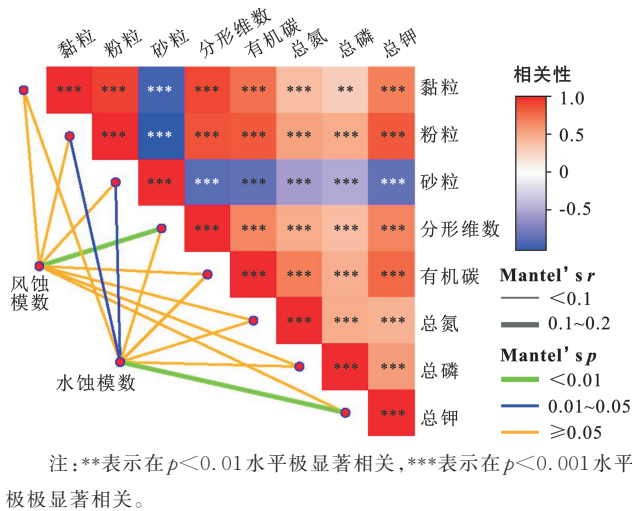 黏粒 粉粒 砂粒 分形维数 有机碳 总氮 总磷 总钾
*** *** *** *** *** *** ** *** 黏粒
*** *** *** *** *** *** *** 粉粒
*** *** *** *** *** *** 砂粒
*** *** *** *** *** 分形维数
*** *** *** *** 有机碳
*** *** *** 总氮
*** *** 总磷
*** 总钾
风蚀
模数
水蚀模数
相关性
1.0
0.5
0
-0.5
Mantel's r
<0.1
0.1~0.2
Mantel's p
<0.01
0.01~0.05
≥0.05
注:**表示在p<0.01水平极显著相关,***表示在p<0.001水平
极极显著相关。